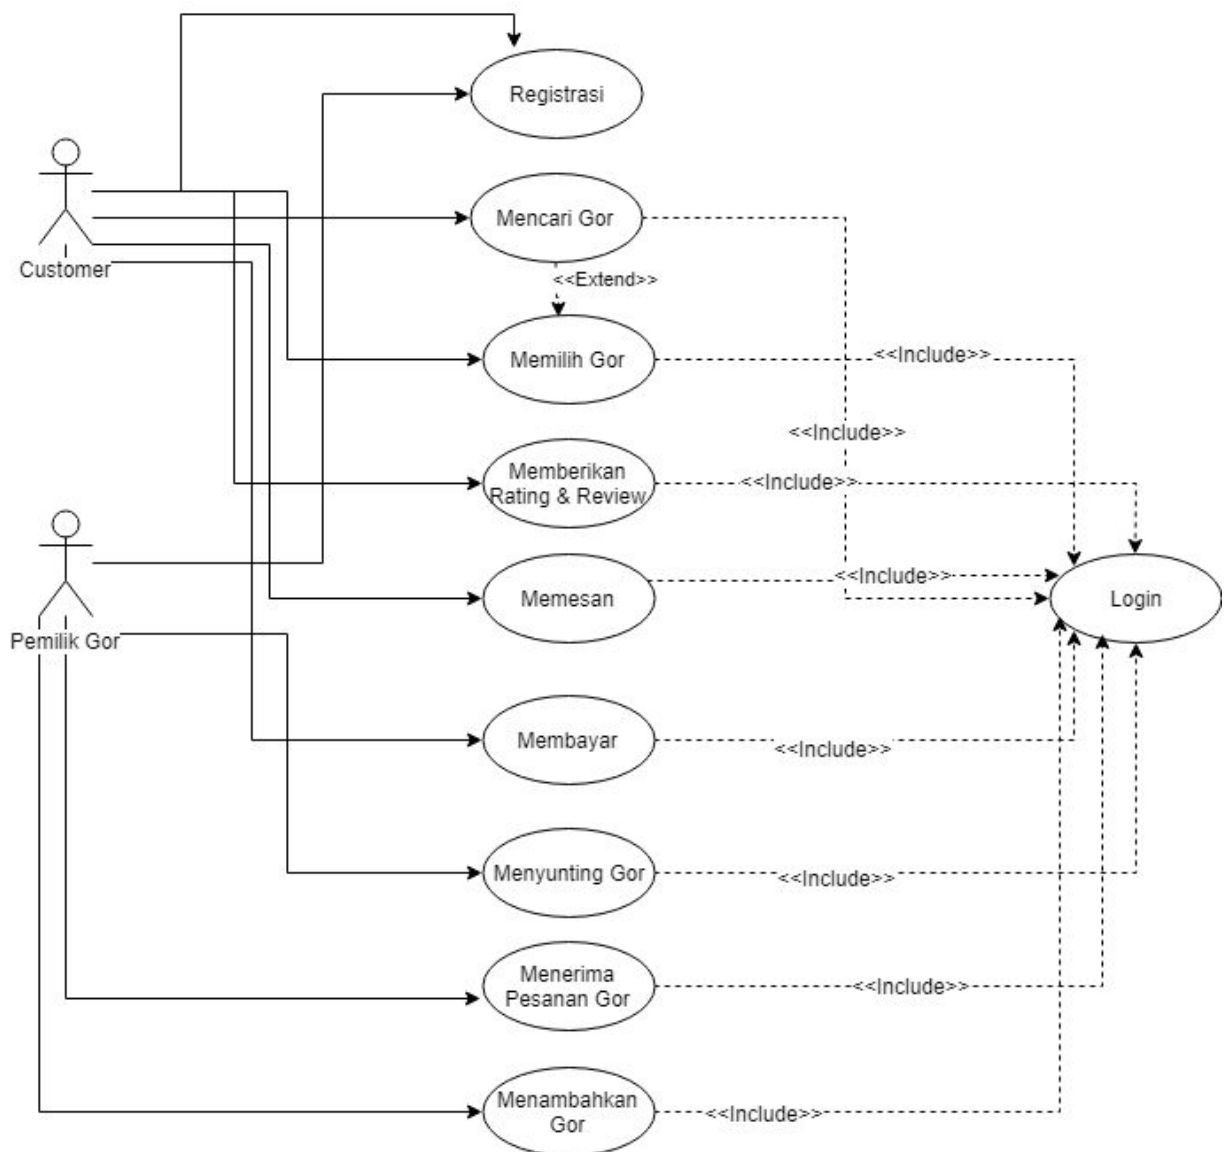 Registrasi
Mencari Gor
Customer
<<Extend>>
Memilih Gor
<<Include>>
<<Include>>
Memberikan
Rating & Review
<<Include>>
<<Include>>
Memesan
Login
Pemilik Gor
Membayar
<<Include>>
Menyunting Gor
<<Include>>
Menerima
Pesanan Gor
<<Include>>
Menambahkan
Gor
<<Include>>